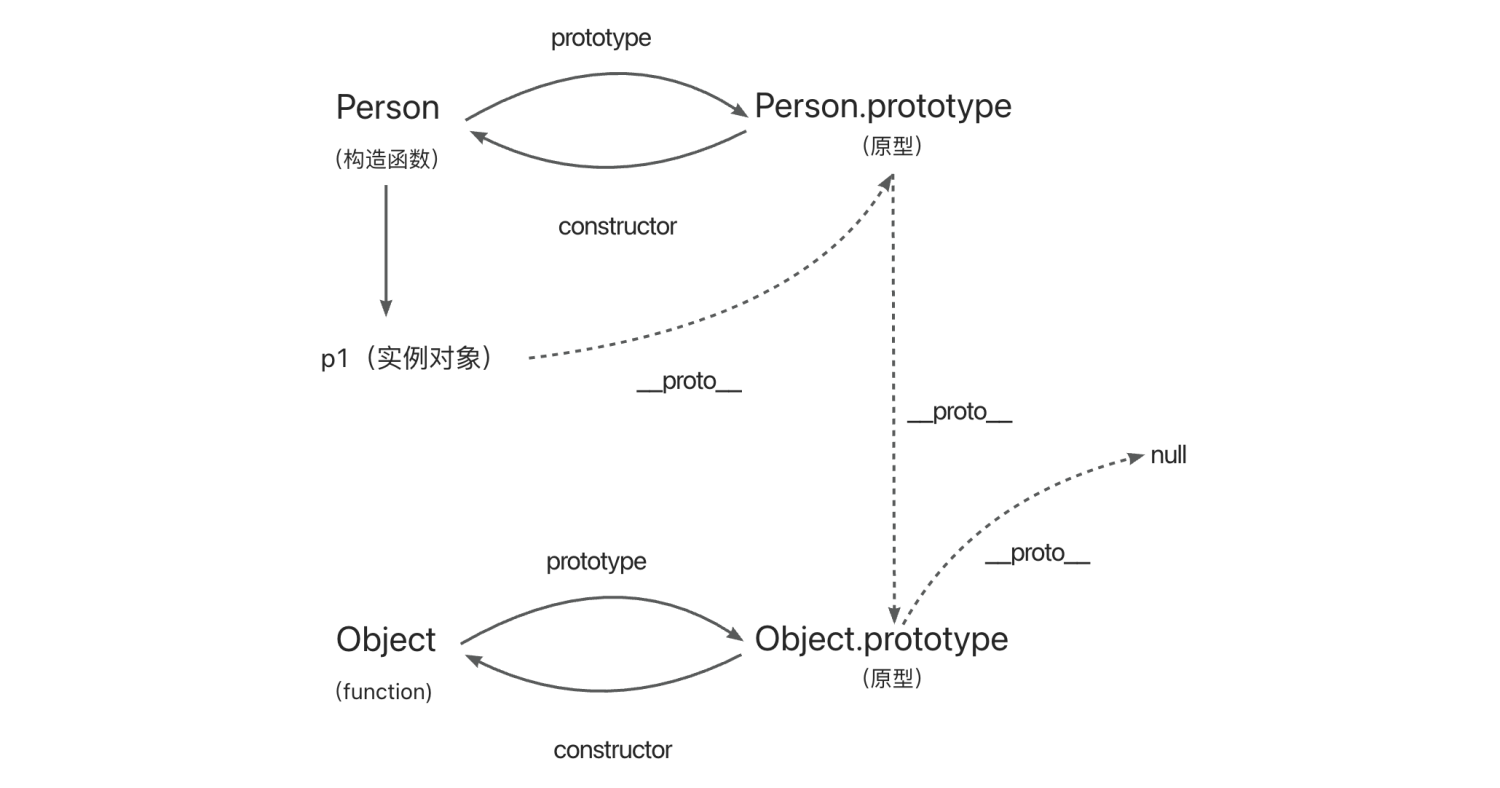 prototype
Person
Person.prototype
(构造函数)
(原型)
constructor
p1（实例对象）
__proto__
__proto__
null
__proto__
prototype
Object
Object.prototype
(function)
(原型)
constructor